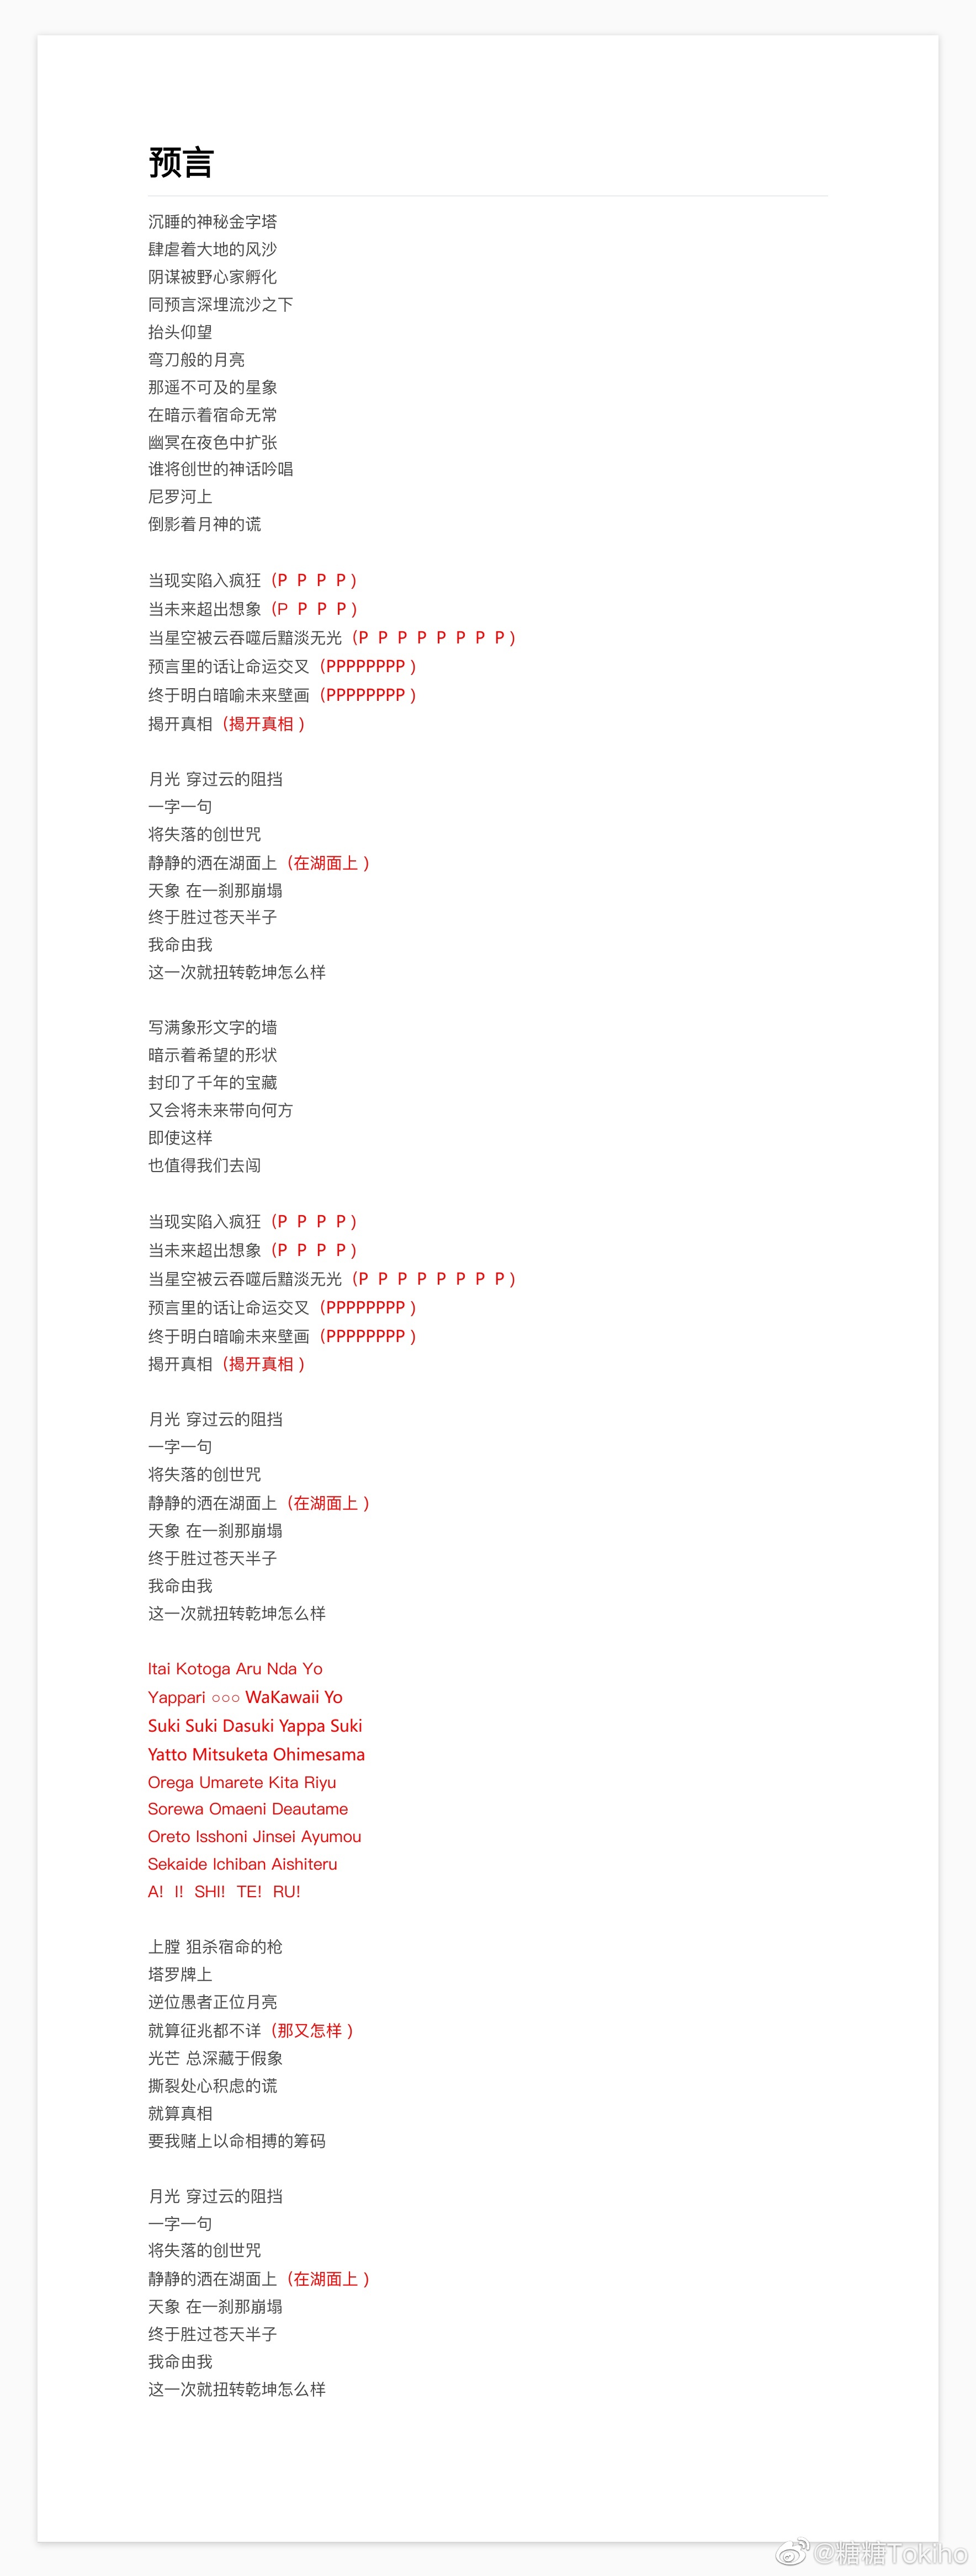 预言
沉睡的神秘金字塔
肆虐着大地的风沙
阴谋被野心家孵化
同预言深埋流沙之下
抬头仰望
弯刀般的月亮
那遥不可及的星象
在暗示着宿命无常
幽冥在夜色中扩张
谁将创世的神话吟唱
尼罗河上
倒影着月神的谎
当现实陷入疯狂（P P P P）
当未来超出想象（P P P P）
当星空被云吞噬后黯淡无光（P P P P P P P P）
预言里的话让命运交叉（PPPPPPPP）
终于明白暗喻未来壁画（PPPPPPPP）
揭开真相（揭开真相）
月光 穿过云的阻挡
一字一句
将失落的创世咒
静静的洒在湖面上（在湖面上）
天象 在一刹那崩塌
终于胜过苍天半子
我命由我
这一次就扭转乾坤怎么样
写满象形文字的墙
暗示着希望的形状
封印了千年的宝藏
又会将未来带向何方
即使这样
也值得我们去闯
当现实陷入疯狂（P P P P）
当未来超出想象（P P P P）
当星空被云吞噬后黯淡无光（P P P P P P P P）
预言里的话让命运交叉（PPPPPPPP）
终于明白暗喻未来壁画（PPPPPPPP）
揭开真相（揭开真相）
月光 穿过云的阻挡
一字一句
将失落的创世咒
静静的洒在湖面上（在湖面上）
天象 在一刹那崩塌
终于胜过苍天半子
我命由我
这一次就扭转乾坤怎么样
Itai Kotoga Aru Nda Yo
Yappari ○○○ WaKawaii Yo
Suki Suki Dasuki Yappa Suki
Yatto Mitsuketa Ohimesama
Orega Umarete Kita Riyu
Sorewa Omaeni Deautame
Oreto Isshoni Jinsei Ayumou
Sekaide Ichiban Aishiteru
A! I! SHI! TE! RU!
上膛 狙杀宿命的枪
塔罗牌上
逆位愚者正位月亮
就算征兆都不详（那又怎样）
光芒 总深藏于假象
撕裂处心积虑的谎
就算真相
要我赌上以命相搏的筹码
月光 穿过云的阻挡
一字一句
将失落的创世咒
静静的洒在湖面上（在湖面上）
天象 在一刹那崩塌
终于胜过苍天半子
我命由我
这一次就扭转乾坤怎么样
@糖糖Tokiho